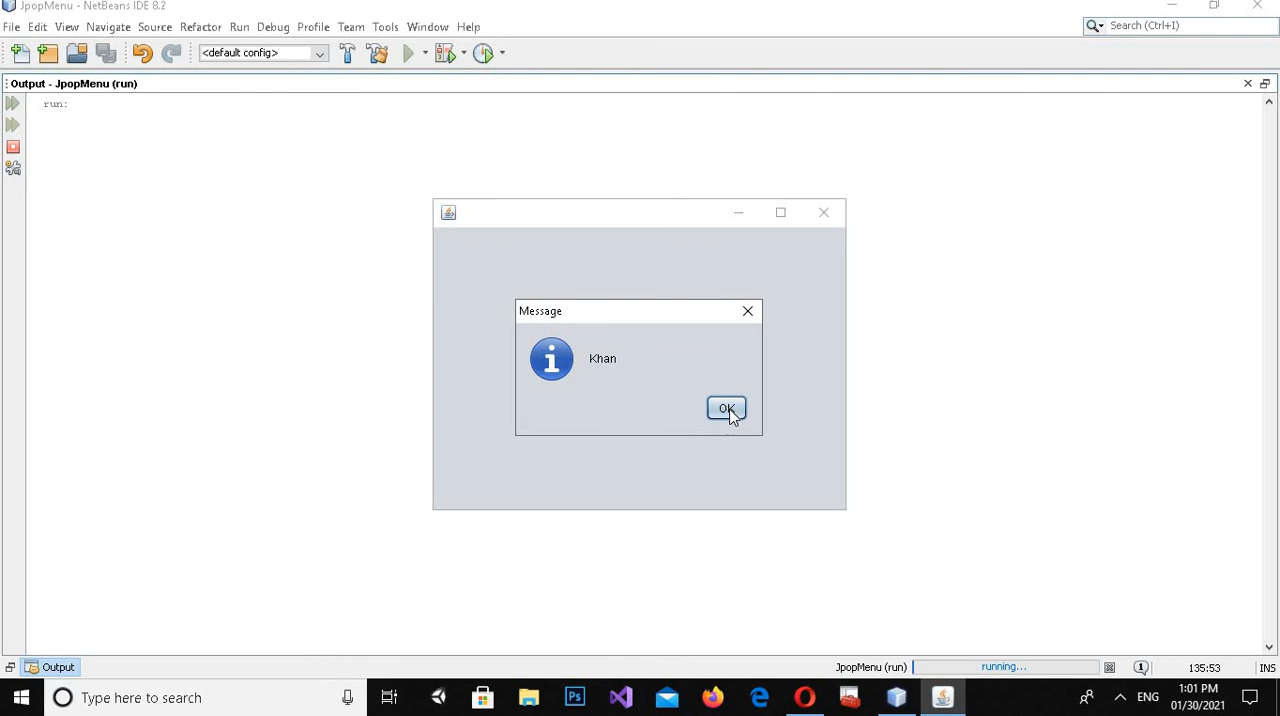 JpopMenu - NetBeans IDE 8.2
File Edit View Navigate Source Refactor Run Debug Profile Team Tools Window Help
Search (Ctrl+I)
<default config>
Output - JpopMenu (run)
run:
Message
Khan
OK
Output
JpopMenu (run)
running...
1
135:53
INS
Type here to search
Ps
ENG
1:01 PM
01/30/2021